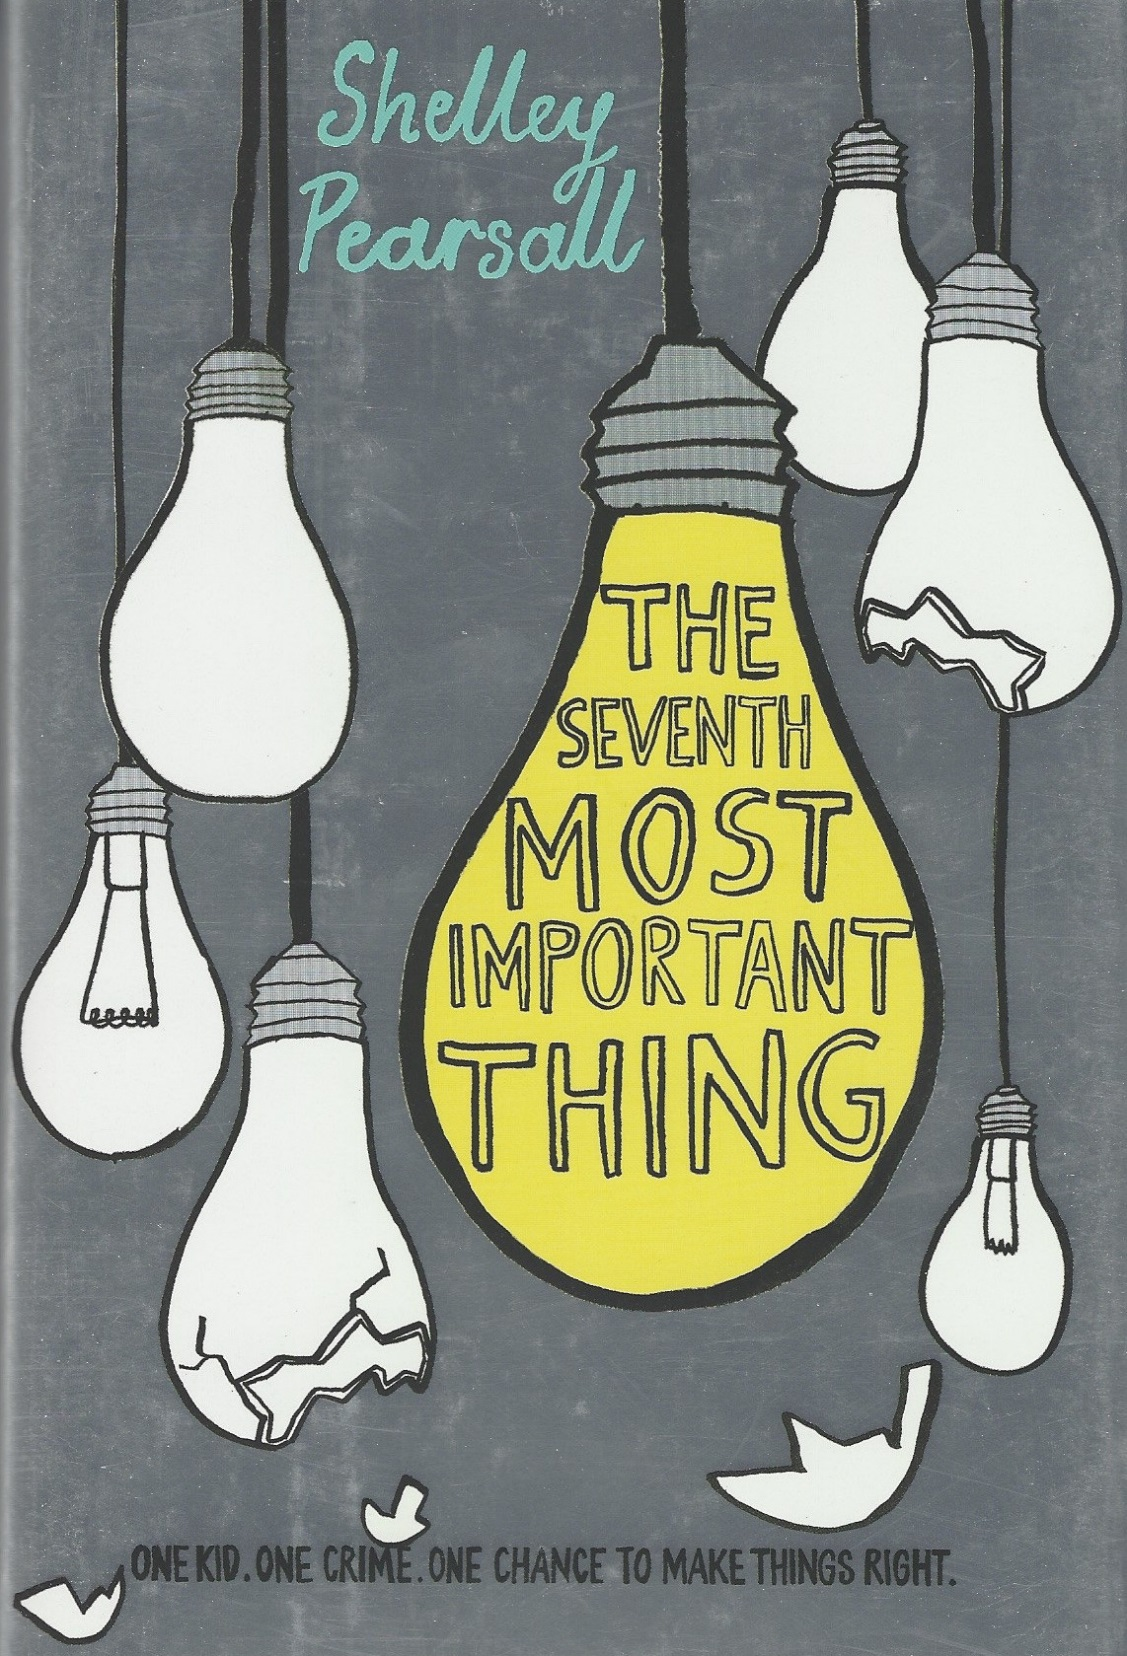 Shelley
Pearsall
THE
SEVENTH
MOST
IMPORTANT
THING
ONE KID. ONE CRIME. ONE CHANCE TO MAKE THINGS RIGHT.